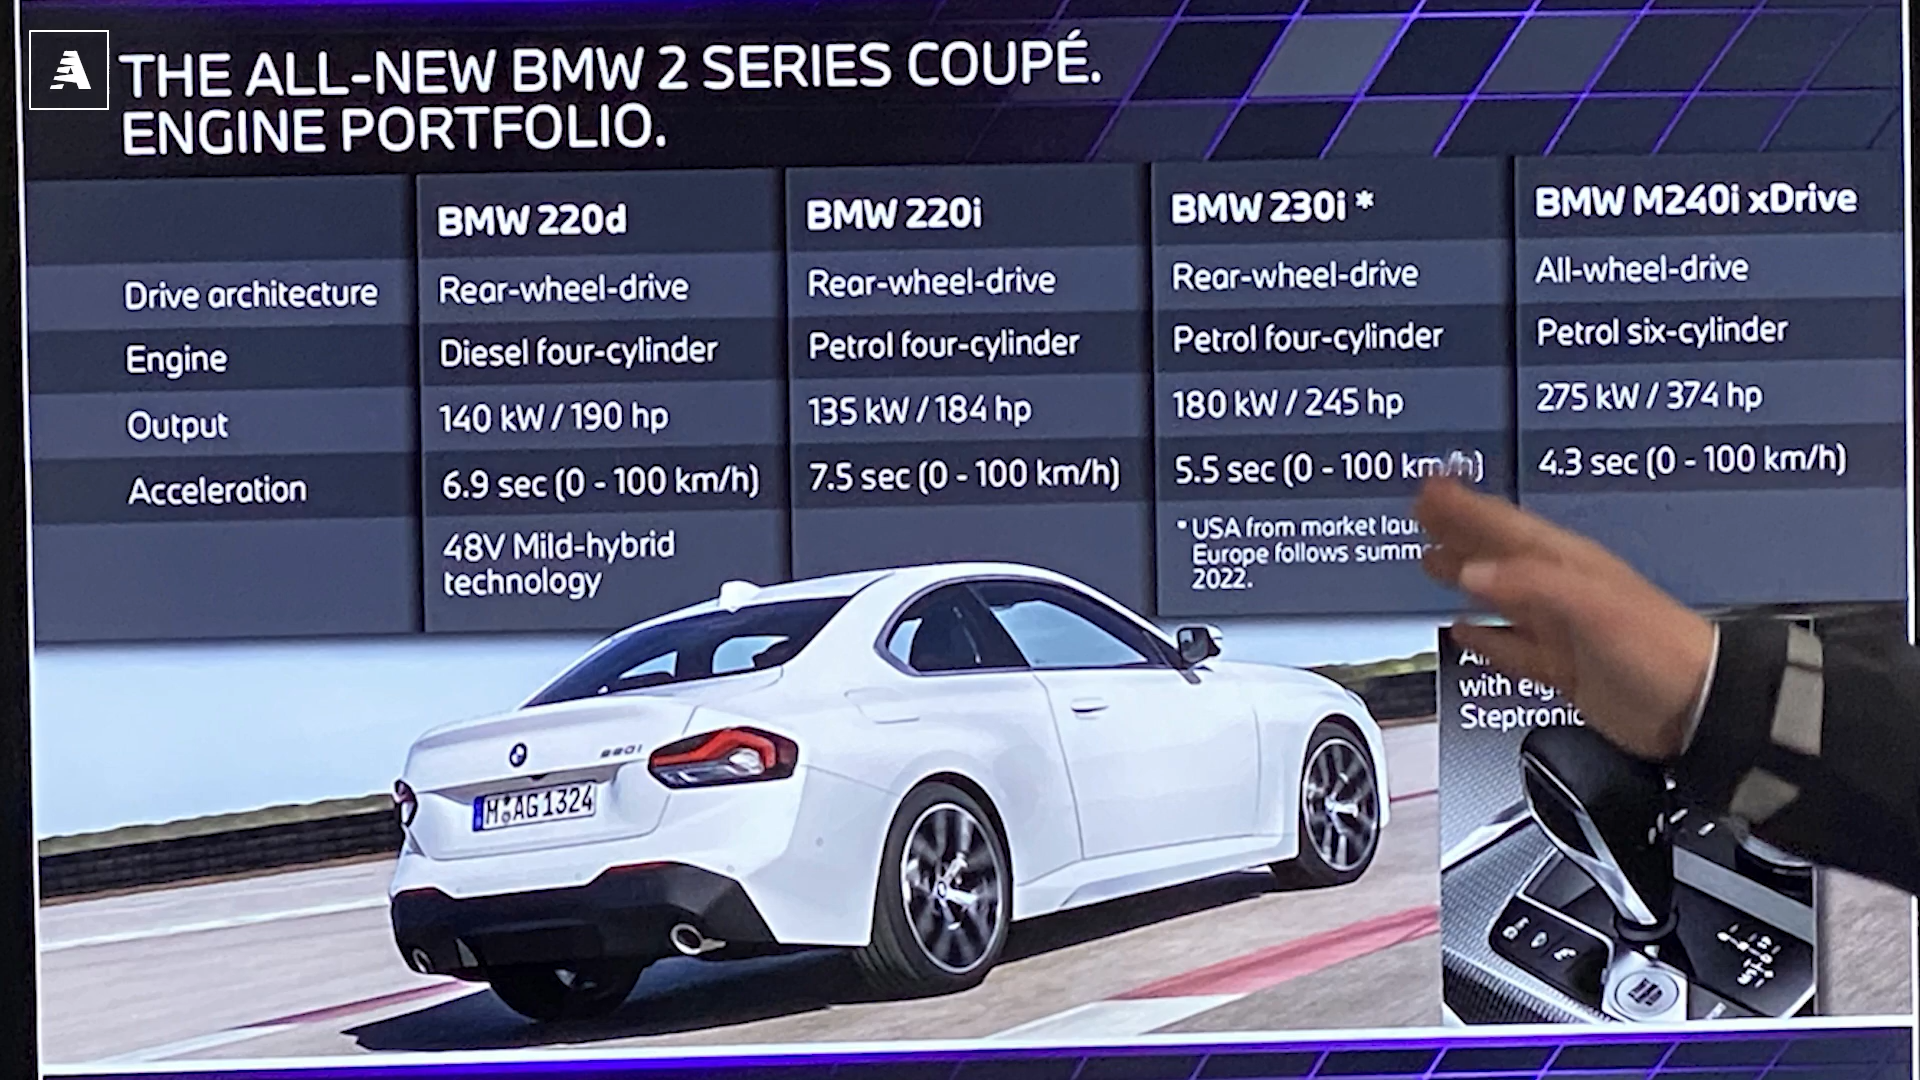 A
THE ALL-NEW BMW 2 SERIES COUPÉ.
ENGINE PORTFOLIO.
BMW 220d BMW 220i BMW 230i * BMW M240i xDrive
Drive architecture Rear-wheel-drive Rear-wheel-drive Rear-wheel-drive All-wheel-drive
Engine Diesel four-cylinder Petrol four-cylinder Petrol four-cylinder Petrol six-cylinder
Output 140 kW / 190 hp 135 kW / 184 hp 180 kW / 245 hp 275 kW / 374 hp
Acceleration 6.9 sec (0 - 100 km/h) 7.5 sec (0 - 100 km/h) 5.5 sec (0 - 100 km/h) 4.3 sec (0 - 100 km/h)
48V Mild-hybrid
technology
* USA from market
Europe follows
2022.
with
Steptronic
M AG 1324